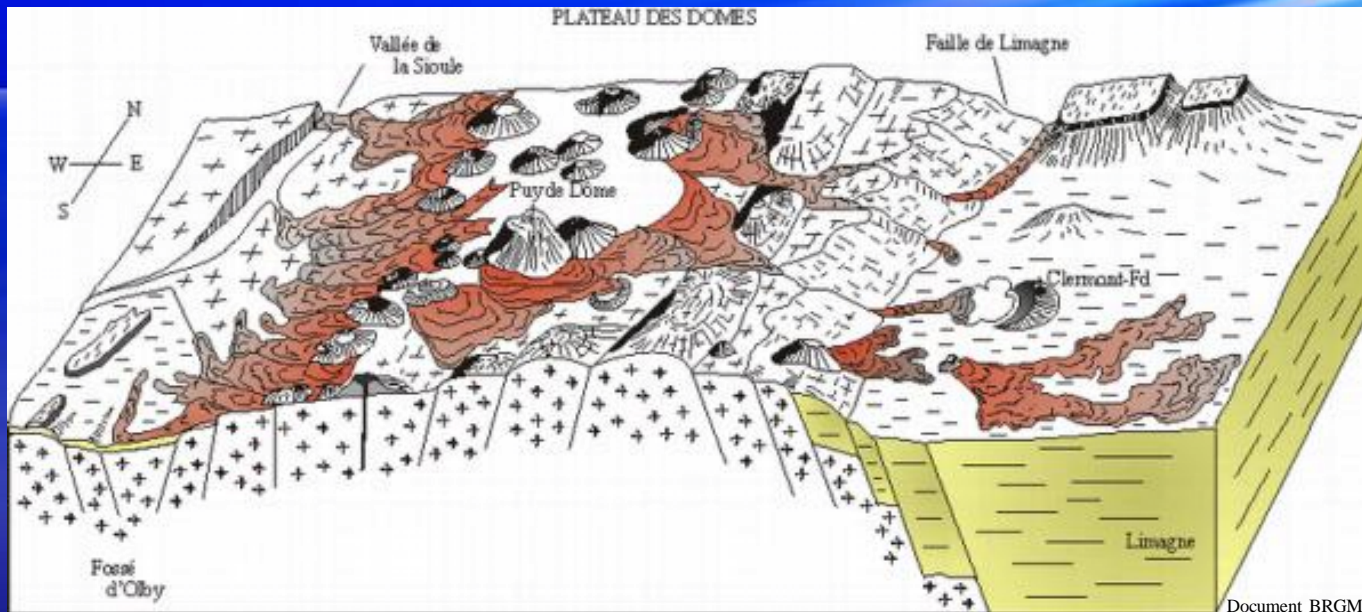 PLATEAU DES DOMES
Vallée de
la Sioule
Faille de Limagne
N
W E
S
Puy de Dôme
Clermont-Fd
Fossé
d'Olby
Limagne
Document BRGM